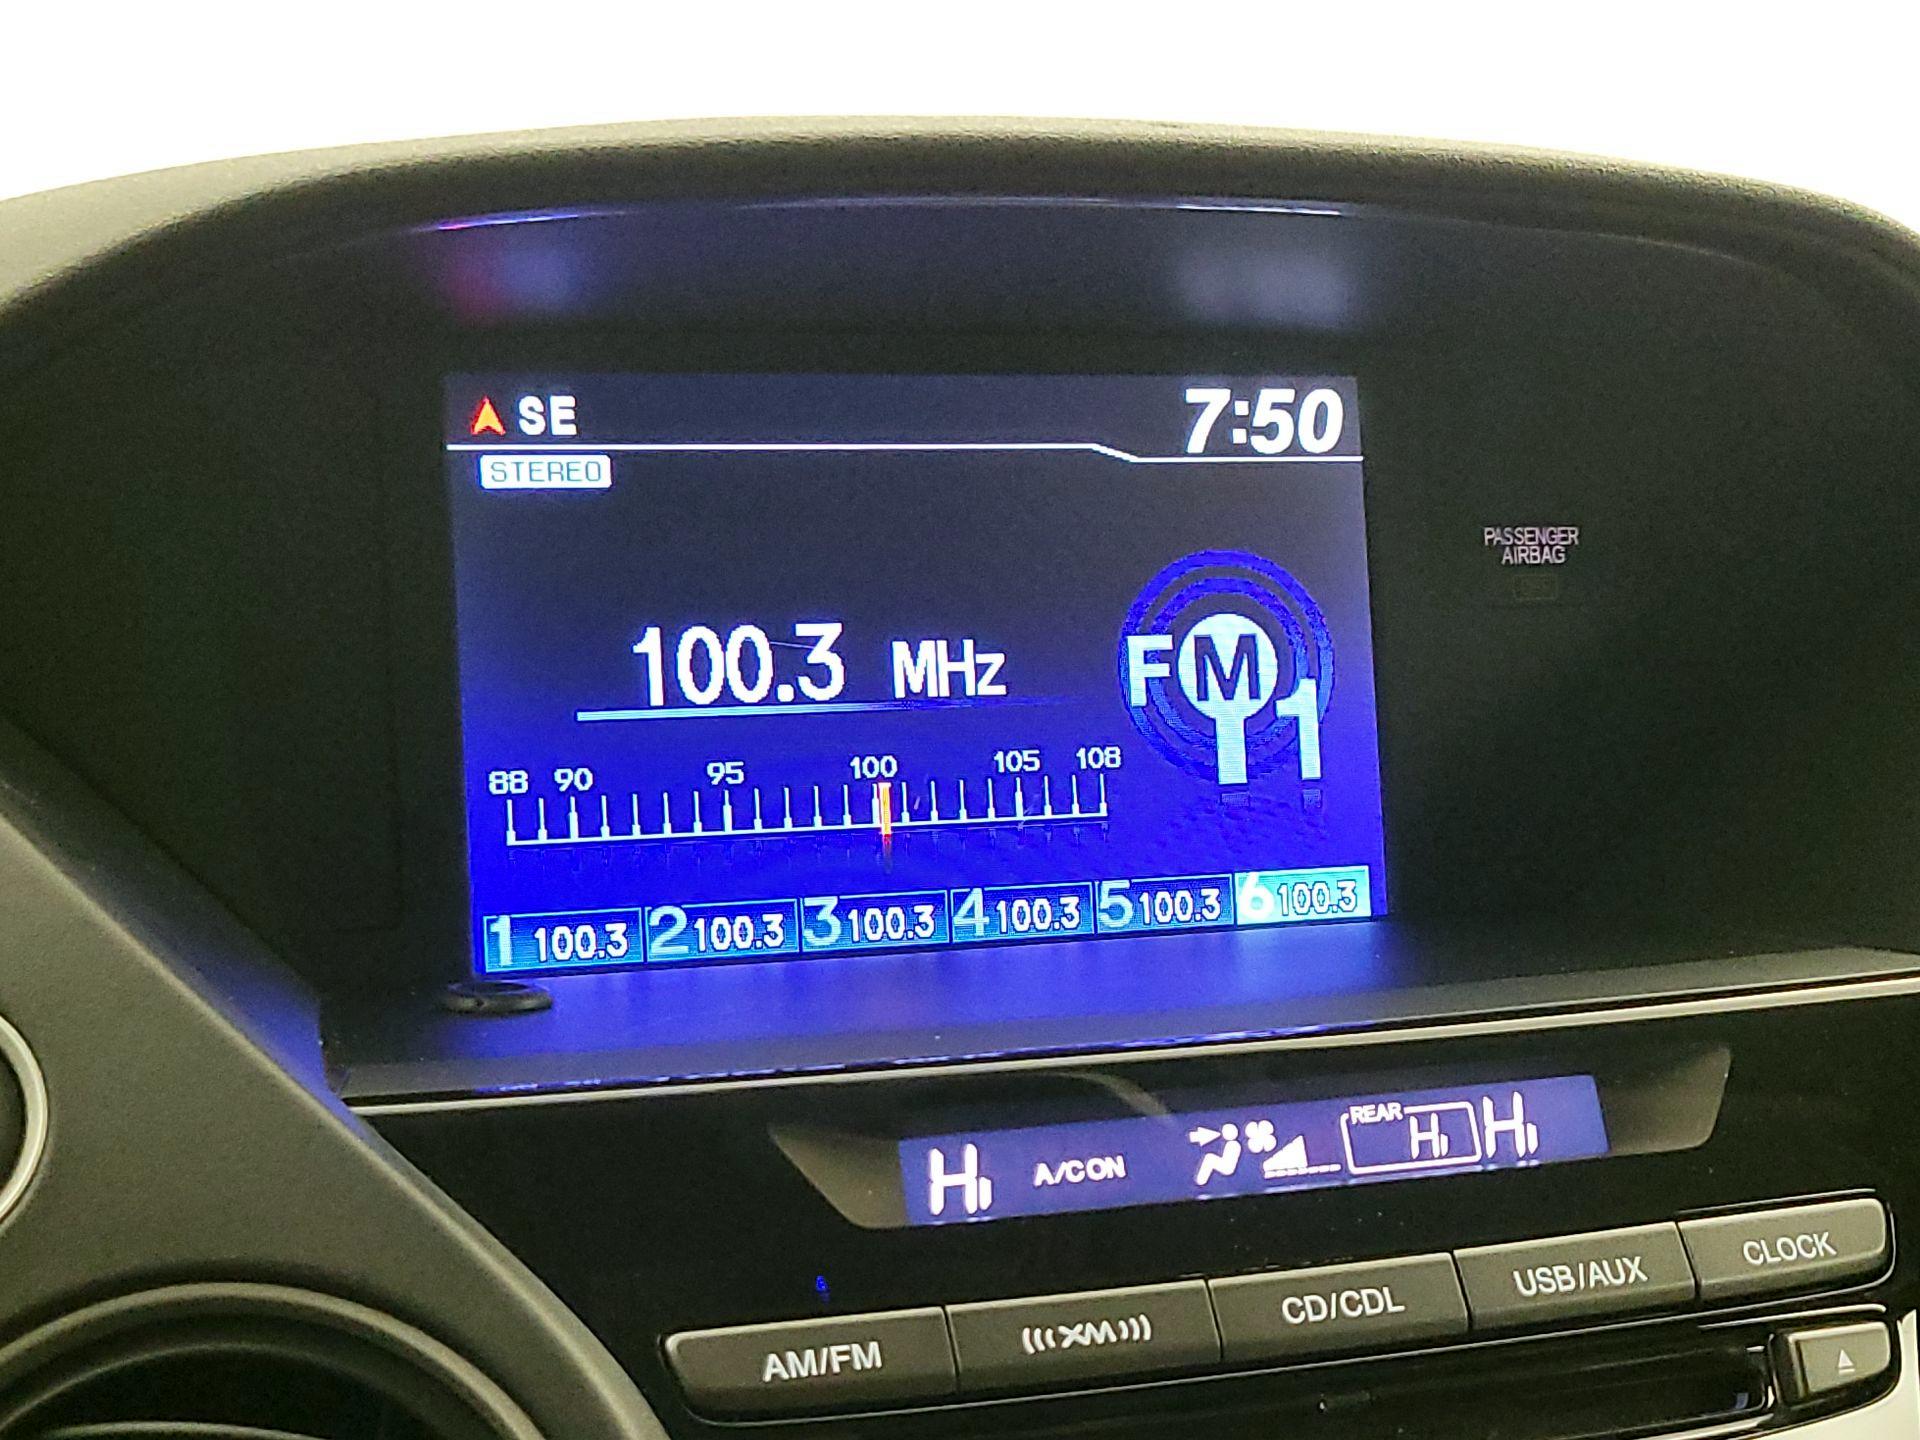 SE 7:50
STEREO
100.3 MHz
FM1
88 90 95 100 105 108
1 100.3 2 100.3 3 100.3 4 100.3 5 100.3 6 100.3
PASSENGER
AIRBAG
Hi A/CON REAR Hi Hi
AM/FM (((XM))) CD/CDL USB/AUX CLOCK